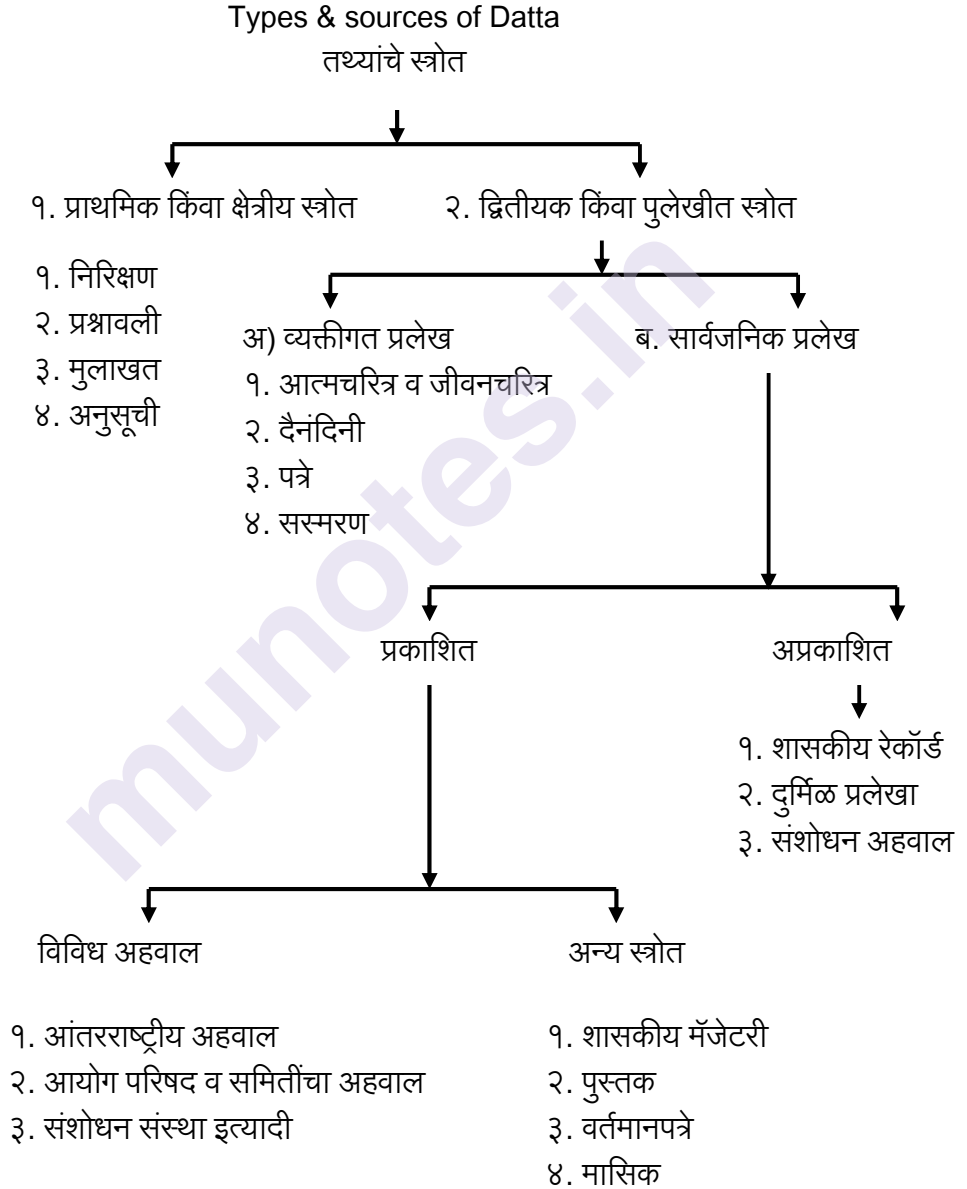 Types & sources of Datta
तथ्यांचे स्त्रोत
१. प्राथमिक किंवा क्षेत्रीय स्त्रोत
२. द्वितीयक किंवा पुलेखीत स्त्रोत
१. निरिक्षण
२. प्रश्नावली
३. मुलाखत
४. अनुसूची
अ) व्यक्तीगत प्रलेख
१. आत्मचरित्र व जीवनचरित्र
२. दैनंदिनी
३. पत्रे
४. सस्मरण
ब. सार्वजनिक प्रलेख
प्रकाशित
अप्रकाशित
१. शासकीय रेकॉर्ड
२. दुर्मिळ प्रलेखा
३. संशोधन अहवाल
विविध अहवाल
१. आंतरराष्ट्रीय अहवाल
२. आयोग परिषद व समितींचा अहवाल
३. संशोधन संस्था इत्यादी
अन्य स्त्रोत
१. शासकीय मॅजेटरी
२. पुस्तक
३. वर्तमानपत्रे
४. मासिक
munotes.in